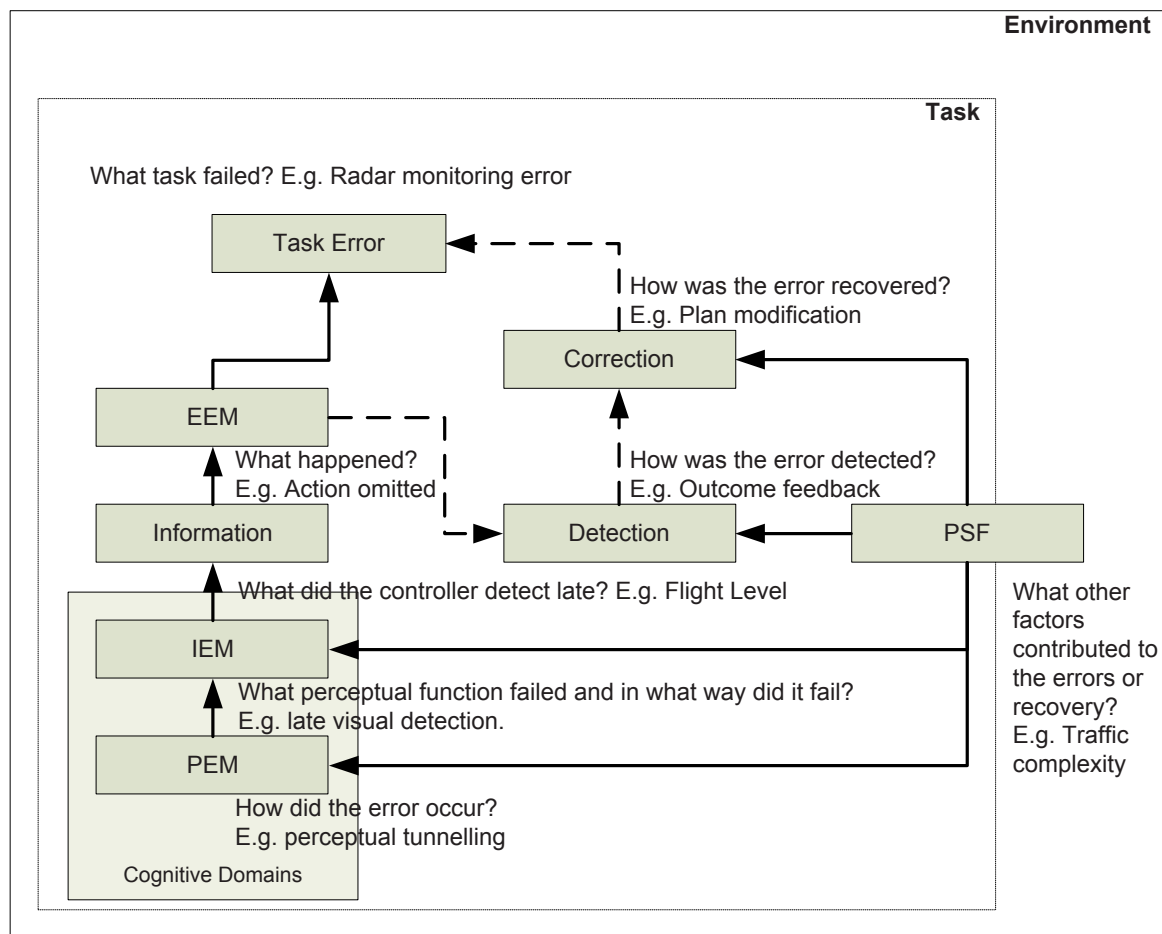 Environment
Task
What task failed? E.g. Radar monitoring error
Task Error
How was the error recovered?
E.g. Plan modification
Correction
EEM
What happened?
E.g. Action omitted
How was the error detected?
E.g. Outcome feedback
Information
Detection
PSF
What did the controller detect late? E.g. Flight Level
What other
factors
contributed to
the errors or
recovery?
E.g. Traffic
complexity
IEM
What perceptual function failed and in what way did it fail?
E.g. late visual detection.
PEM
How did the error occur?
E.g. perceptual tunnelling
Cognitive Domains